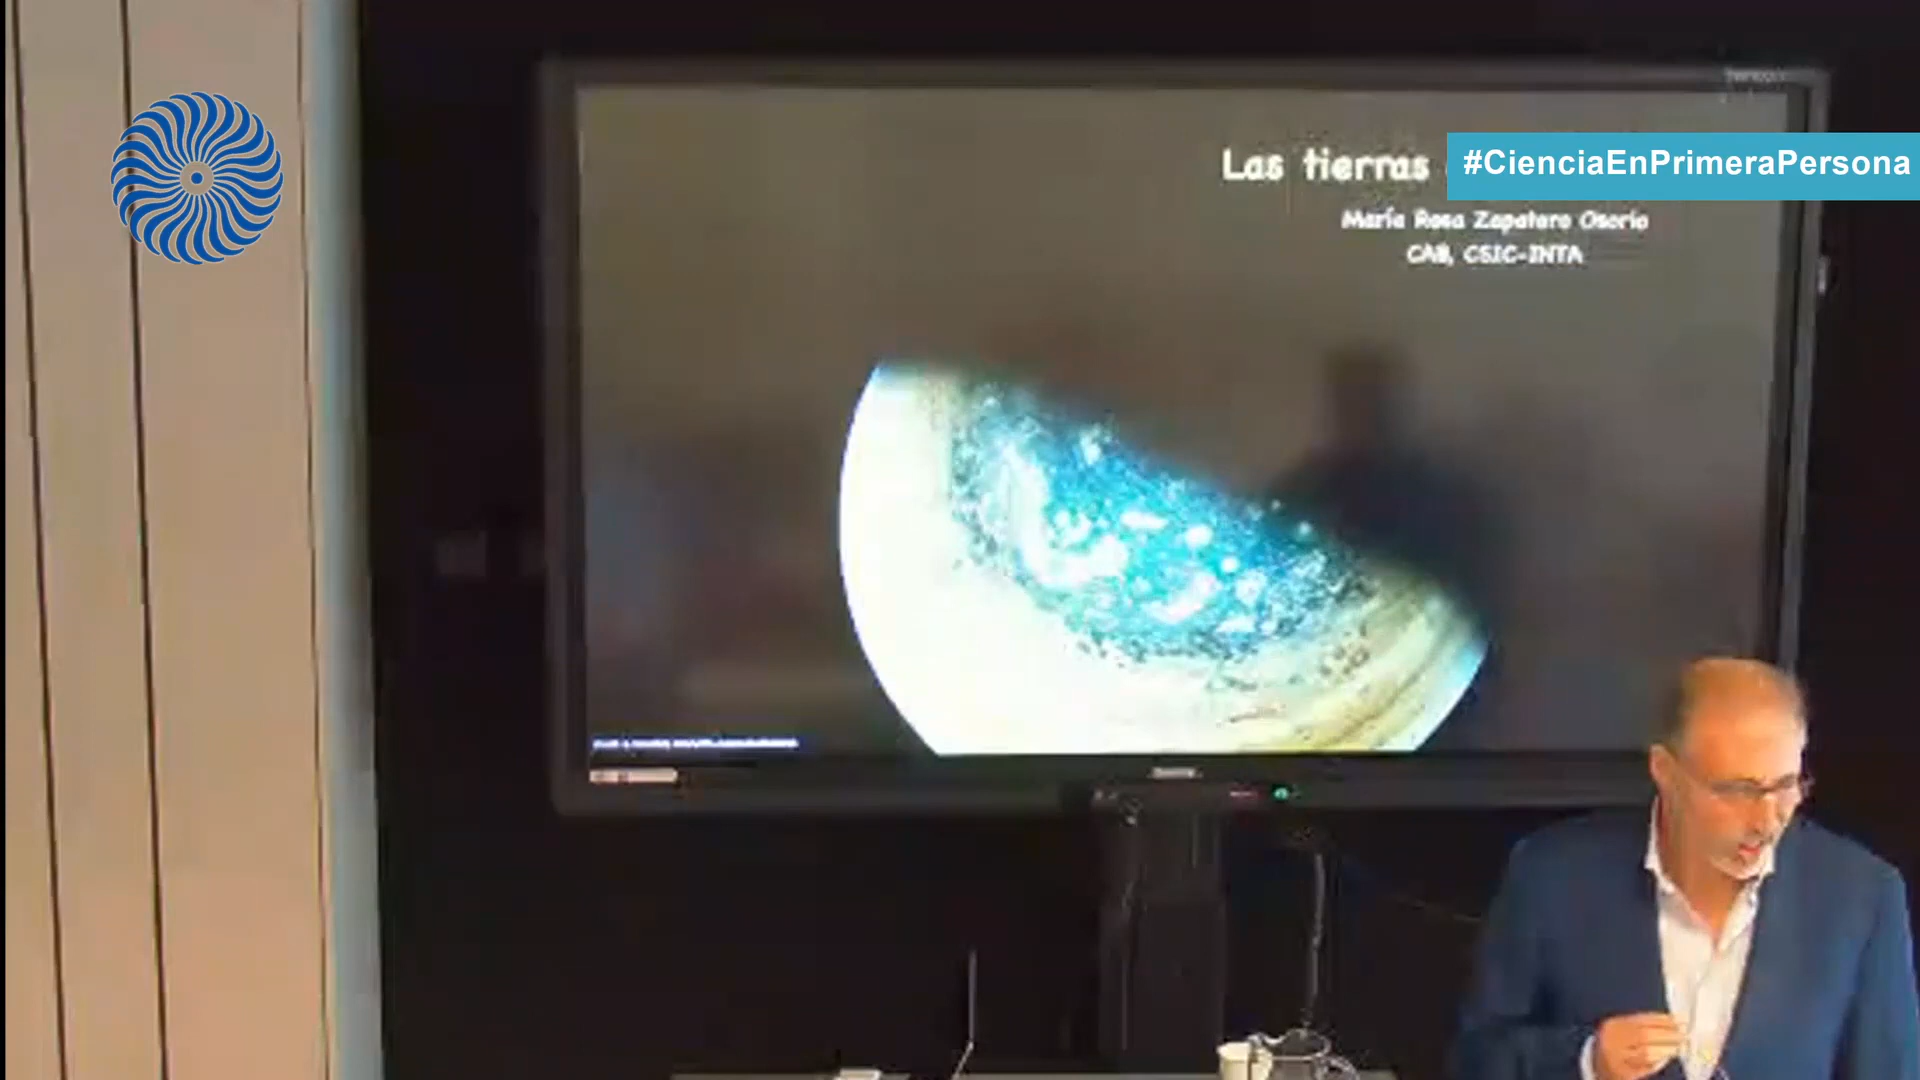 Las tierras
#CienciaEnPrimeraPersona
María Rosa Zapatero Osorio
CAB, CSIC-INTA